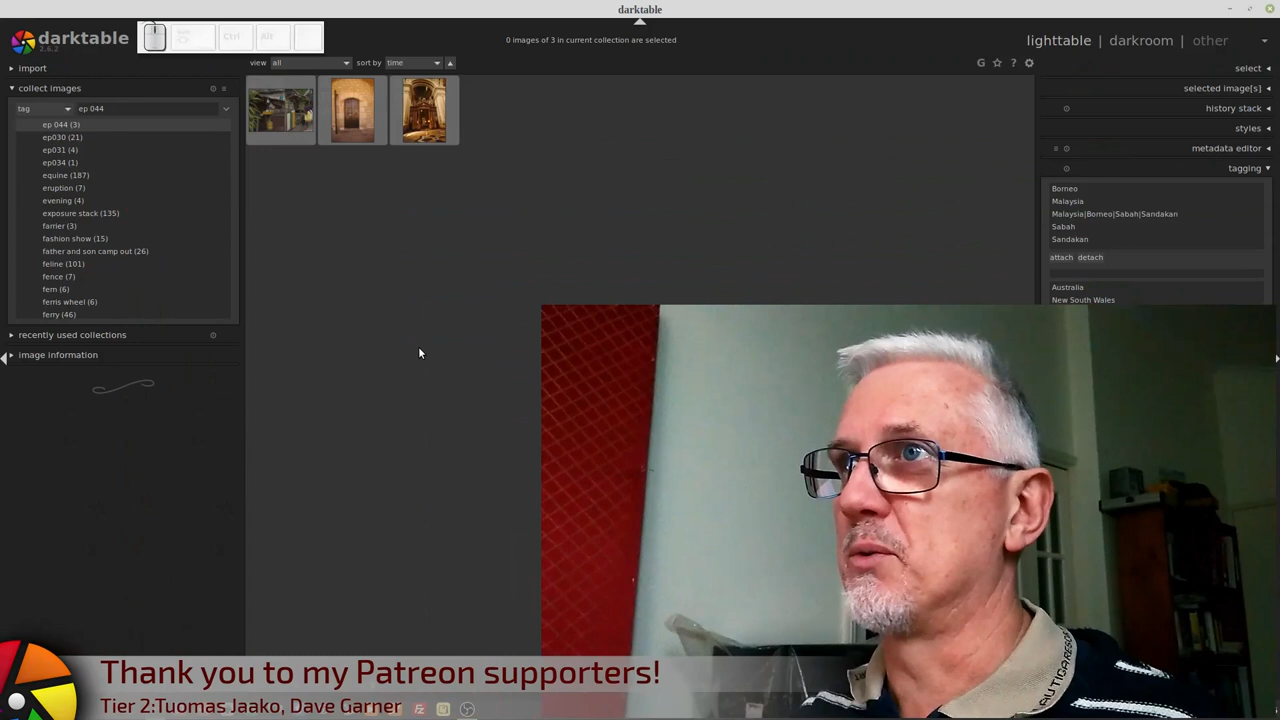 darktable
darktable
2.6.2
Ctrl
Alt
0 images of 3 in current collection are selected
lighttable | darkroom | other
import
view all
sort by time
G
?
select
collect images
selected image[s]
tag
ep 044
history stack
ep 044 (3)
styles
ep030 (21)
ep031 (4)
metadata editor
ep034 (1)
tagging
equine (187)
eruption (7)
Borneo
evening (4)
Malaysia
exposure stack (135)
Malaysia|Borneo|Sabah|Sandakan
farrier (3)
Sabah
fashion show (15)
Sandakan
father and son camp out (26)
attach detach
feline (101)
fence (7)
Australia
fern (6)
New South Wales
ferris wheel (6)
ferry (46)
recently used collections
image information
Thank you to my Patreon supporters!
Tier 2:Tuomas Jaako, Dave Garner